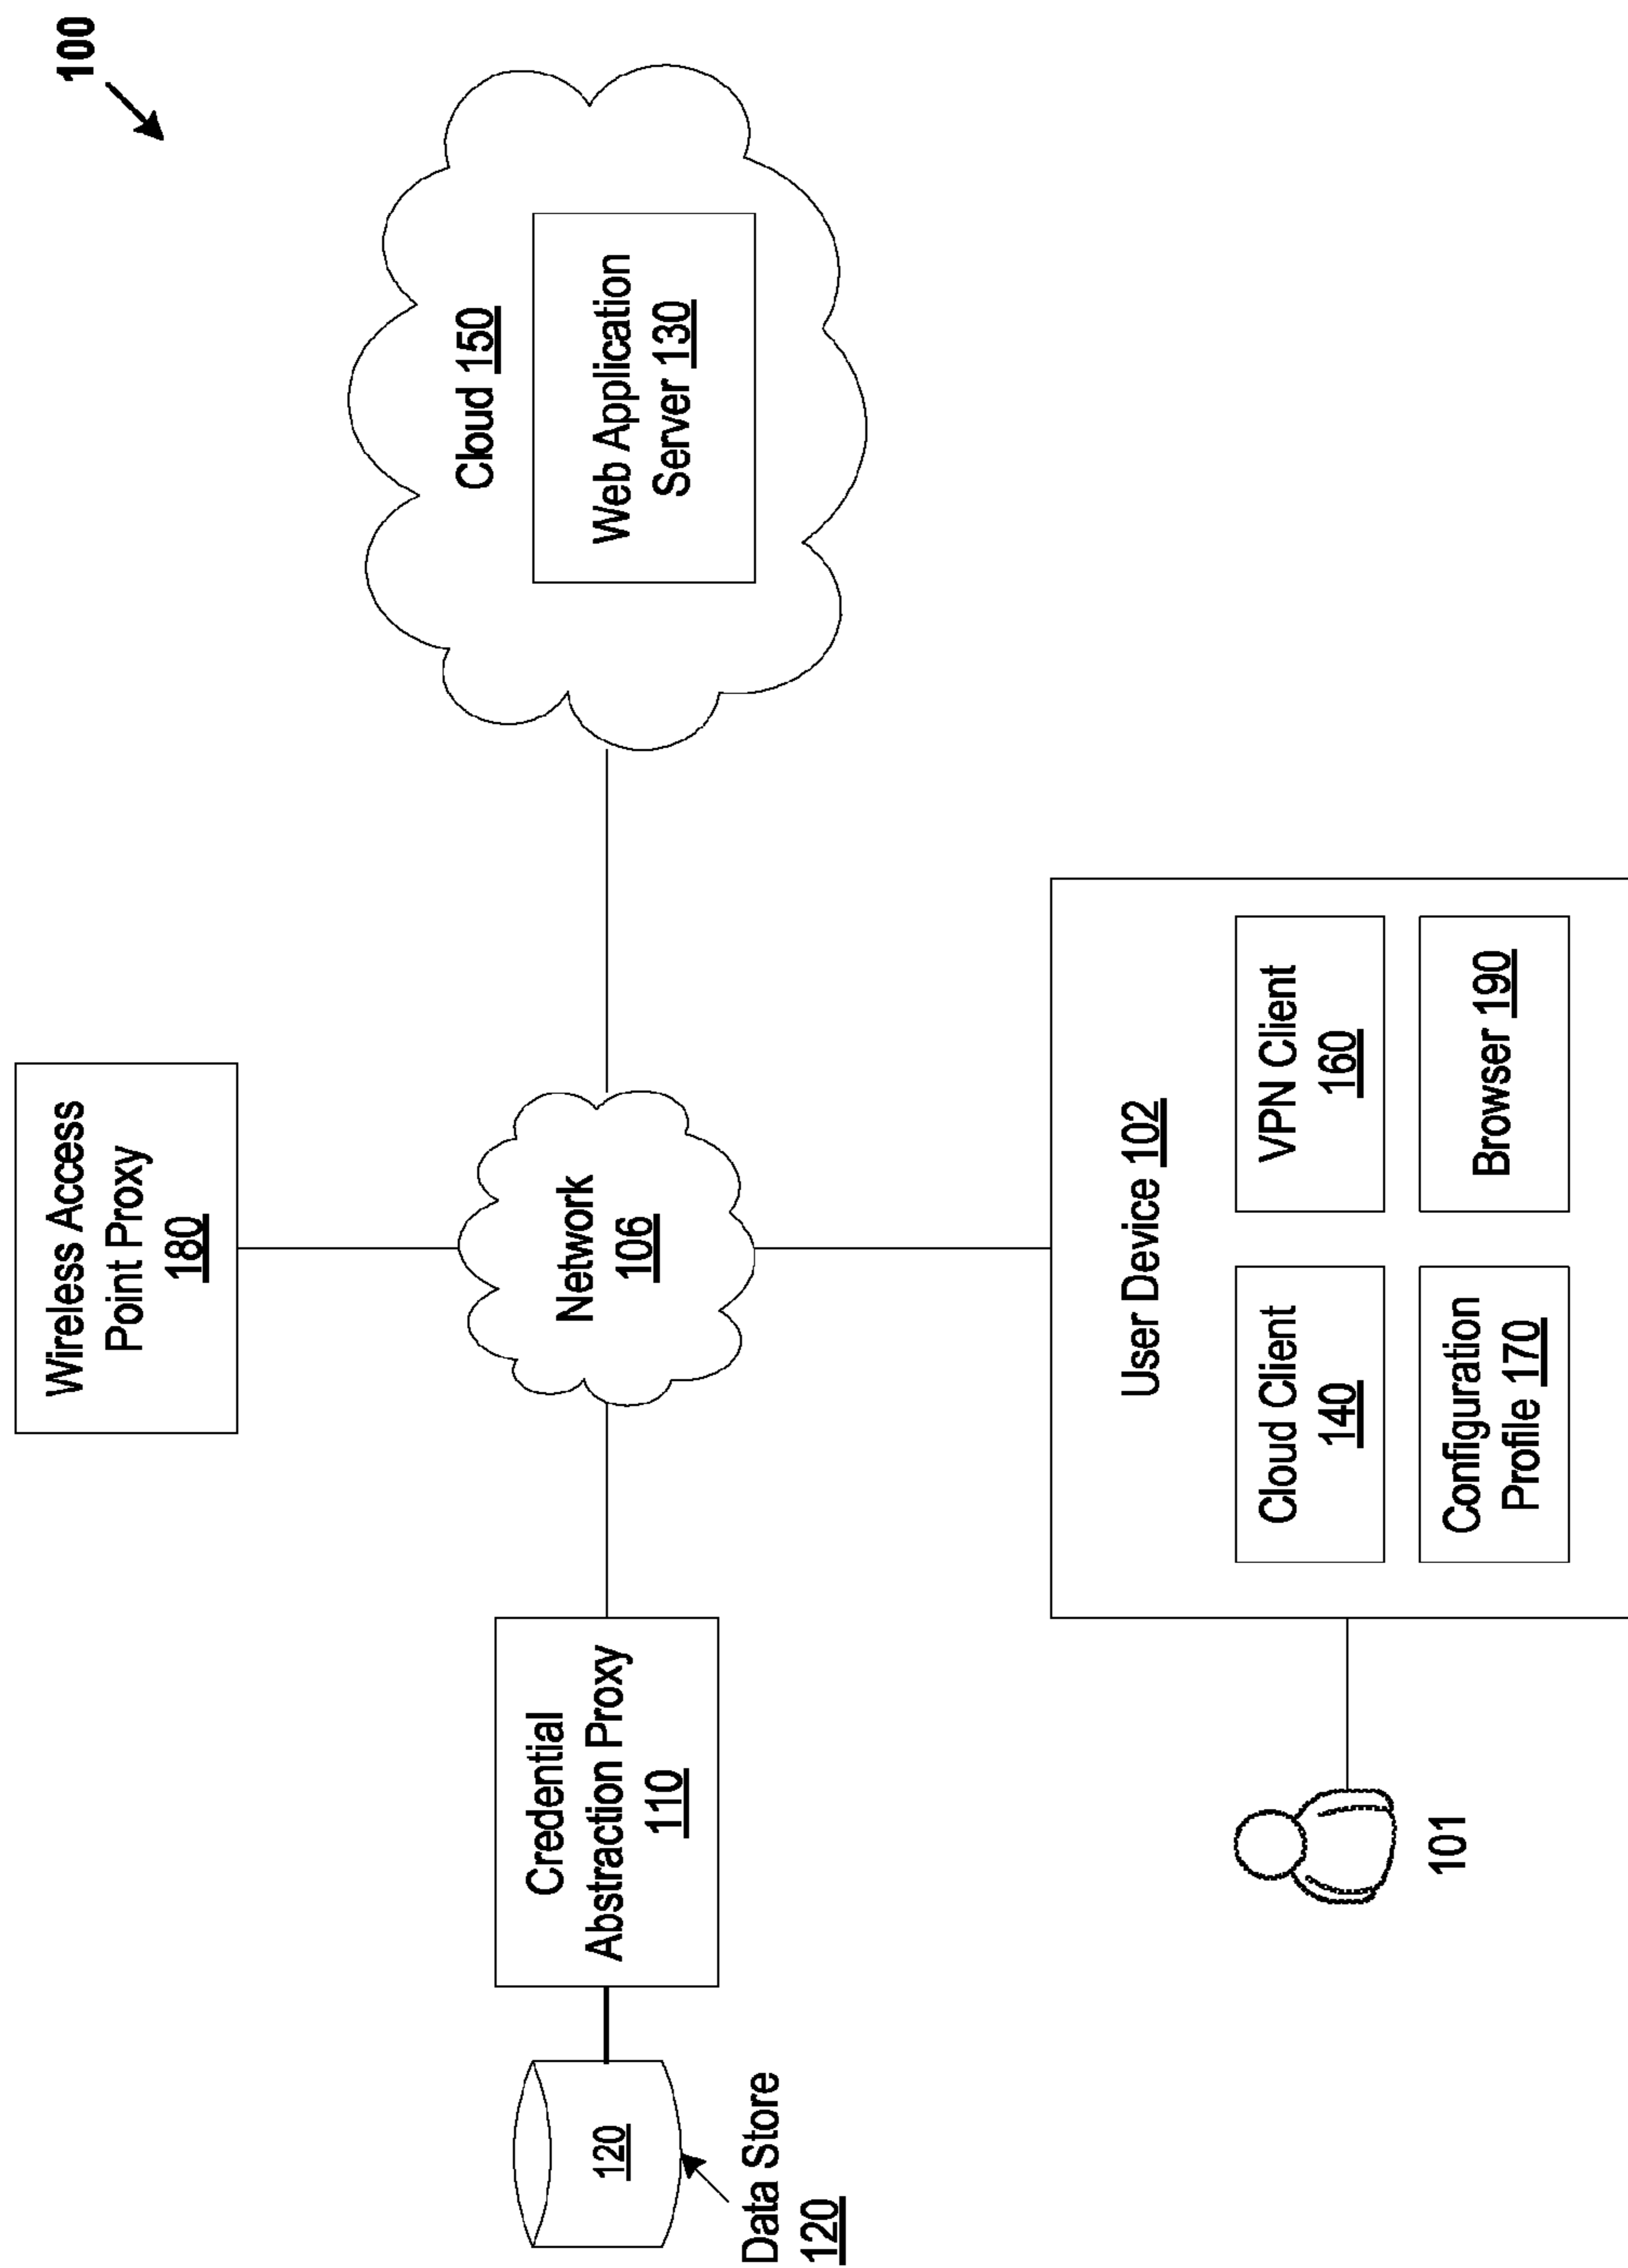 100
Wireless Access
Point Proxy
180
Cloud 150
Web Application
Server 130
Network
106
Credential
Abstraction Proxy
110
120
Data Store
120
User Device 102
Cloud Client
140
VPN Client
160
Configuration
Profile 170
Browser 190
101